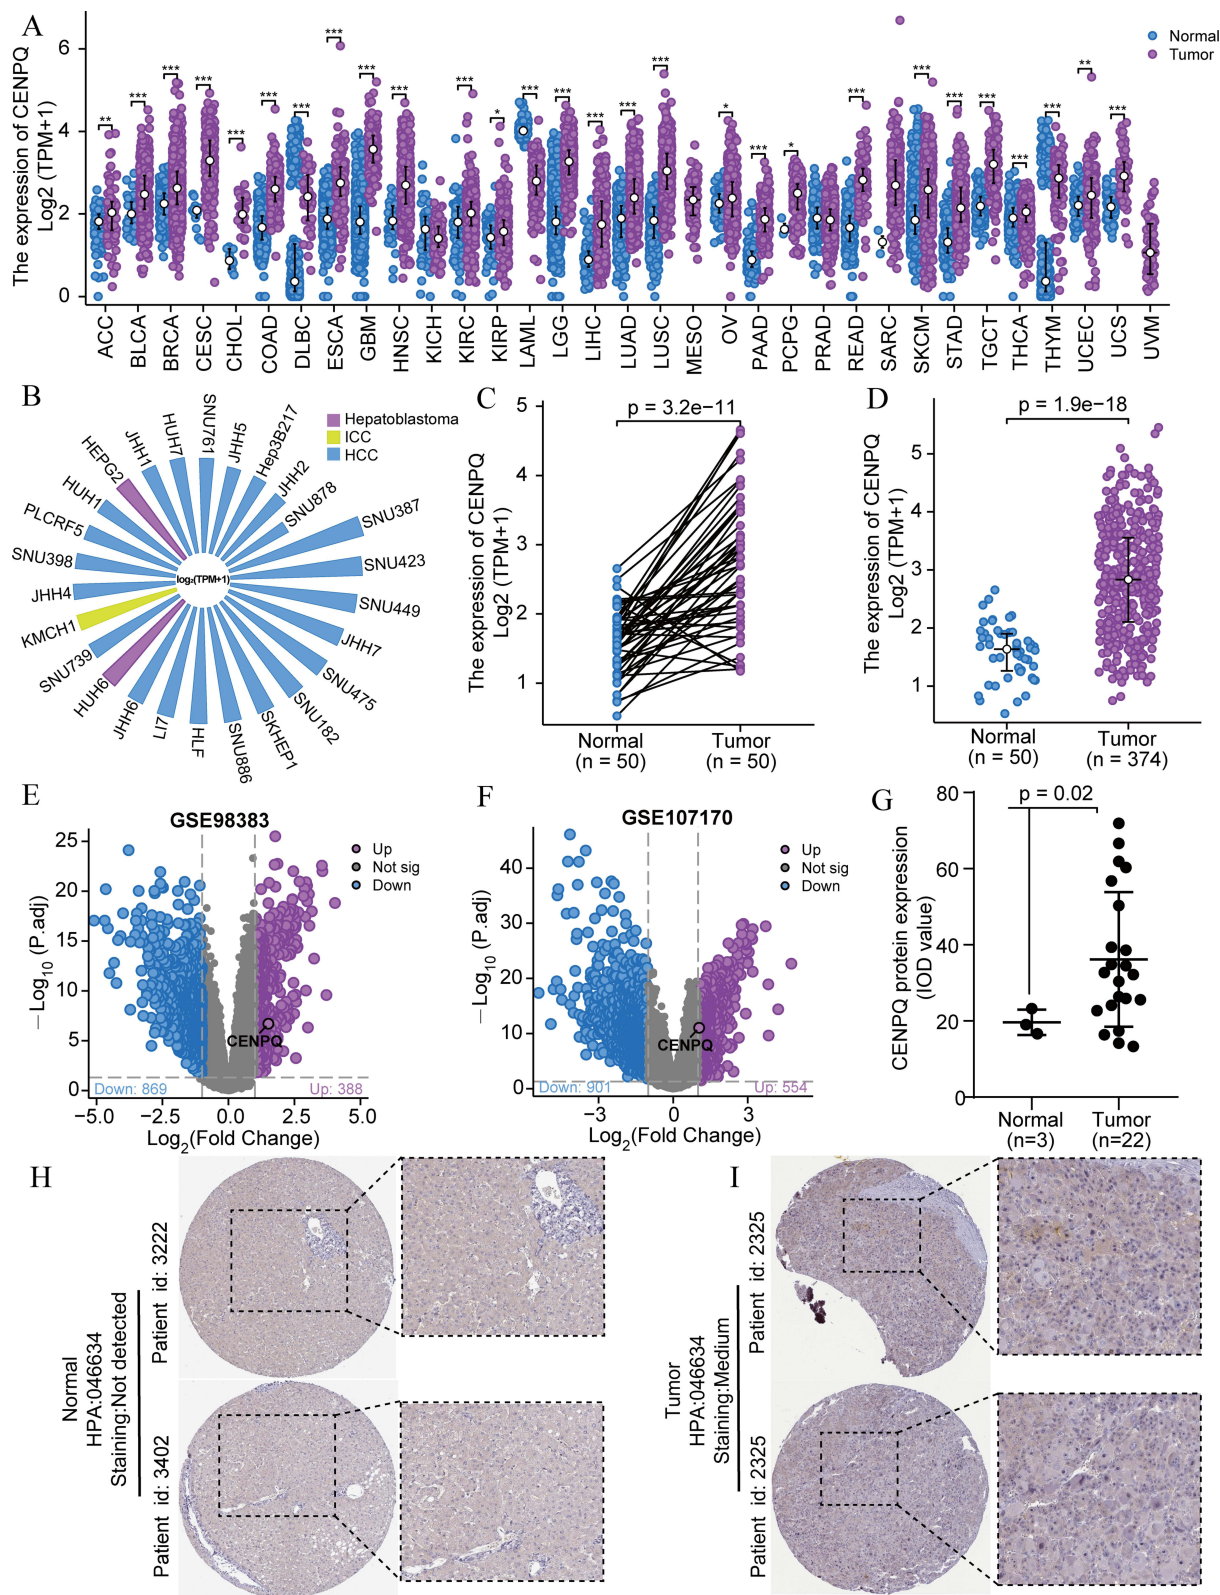 A
The expression of CENPQ
Log2 (TPM+1)
6
4
2
0
Normal
Tumor
** *** *** *** *** *** *** *** *** *** *** * *** *** *** *** *** * *** * *** *** *** *** *** *** ** ***
ACC BLCA BRCA CESC CHOL COAD DLBC ESCA GBM HNSC KICH KIRC KIRP LAML LGG LIHC LUAD LUSC MESO OV PAAD PCPG PRAD READ SARC SKCM STAD TGCT THCA THYM UCEC UCS UVM
B
Hepatoblastoma
ICC
HCC
log₂(TPM+1)
SNU761
JHH5
Hep3B217
JHH2
SNU878
SNU387
SNU423
SNU449
JHH7
SNU475
SNU182
SKHEP1
SNU886
HLF
LI7
JHH6
HUH6
SNU739
KMCH1
JHH4
SNU398
PLCRF5
HUH1
HEPG2
JHH1
HUH7
C
p = 3.2e−11
The expression of CENPQ
Log2 (TPM+1)
5
4
3
2
1
Normal
(n = 50)
Tumor
(n = 50)
D
p = 1.9e−18
The expression of CENPQ
Log2 (TPM+1)
5
4
3
2
1
Normal
(n = 50)
Tumor
(n = 374)
E
GSE98383
−Log₁₀ (P.adj)
25
20
15
10
5
0
Up
Not sig
Down
CENPQ
Down: 869
Up: 388
−5.0 −2.5 0.0 2.5 5.0
Log₂(Fold Change)
F
GSE107170
−Log₁₀ (P.adj)
40
30
20
10
0
Up
Not sig
Down
CENPQ
Down: 901
Up: 554
−3 0 3
Log₂(Fold Change)
G
p = 0.02
CENPQ protein expression
(IOD value)
80
60
40
20
0
Normal
(n=3)
Tumor
(n=22)
H
Normal
HPA:046634
Staining:Not detected
Patient id: 3222
Patient id: 3402
I
Tumor
HPA:046634
Staining:Medium
Patient id: 2325
Patient id: 2325